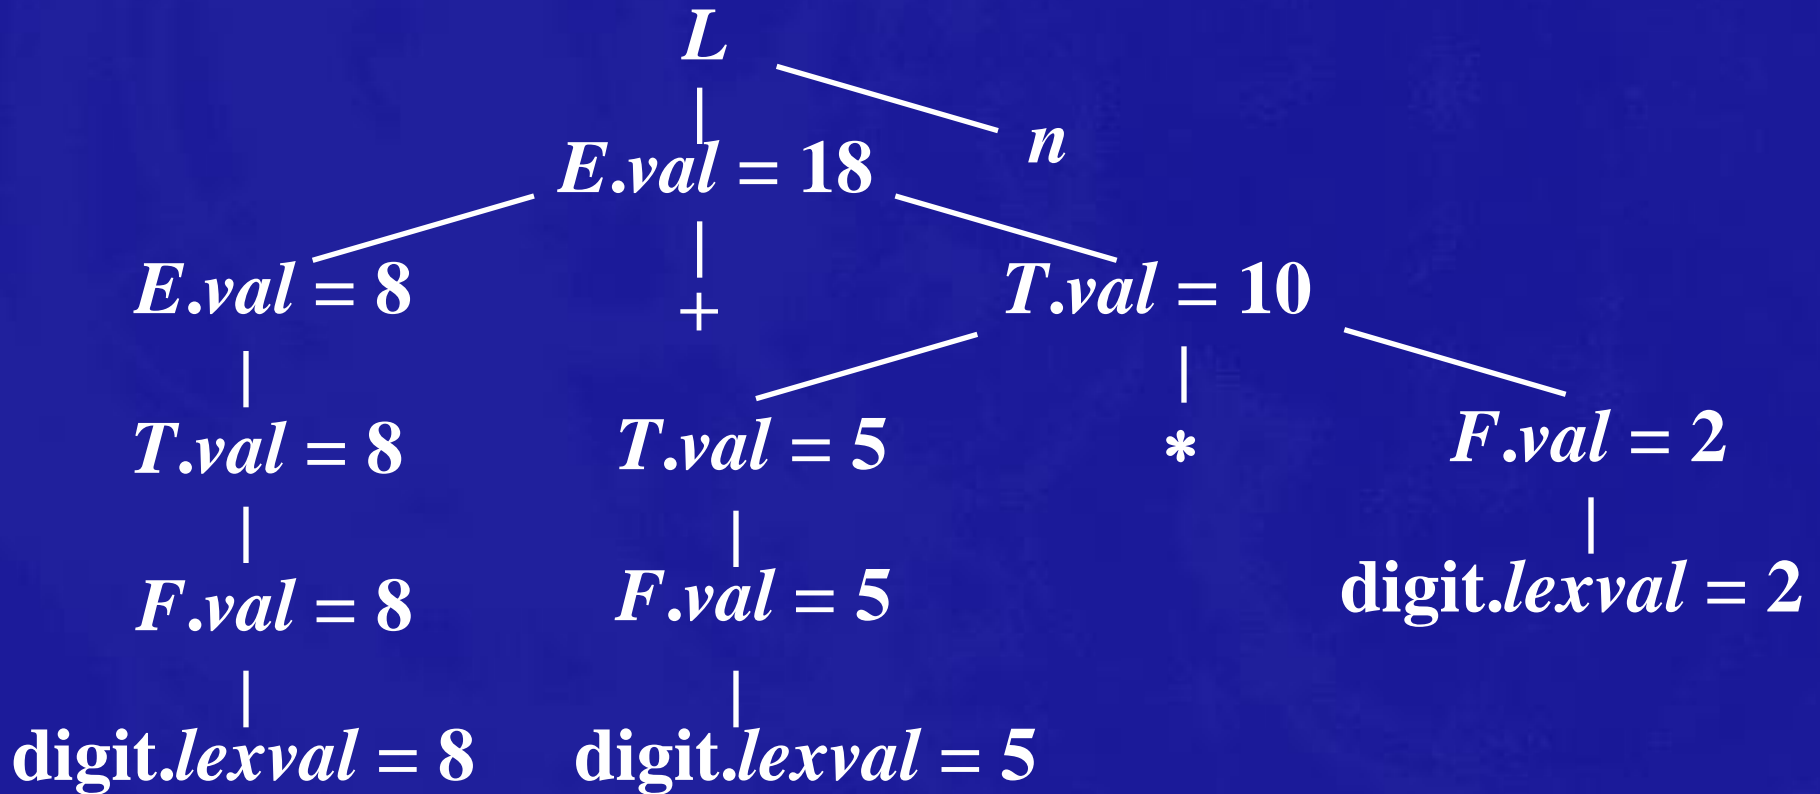 L
n
E.val = 18
E.val = 8
+
T.val = 10
T.val = 8
T.val = 5
*
F.val = 2
F.val = 8
F.val = 5
digit.lexval = 2
digit.lexval = 8
digit.lexval = 5